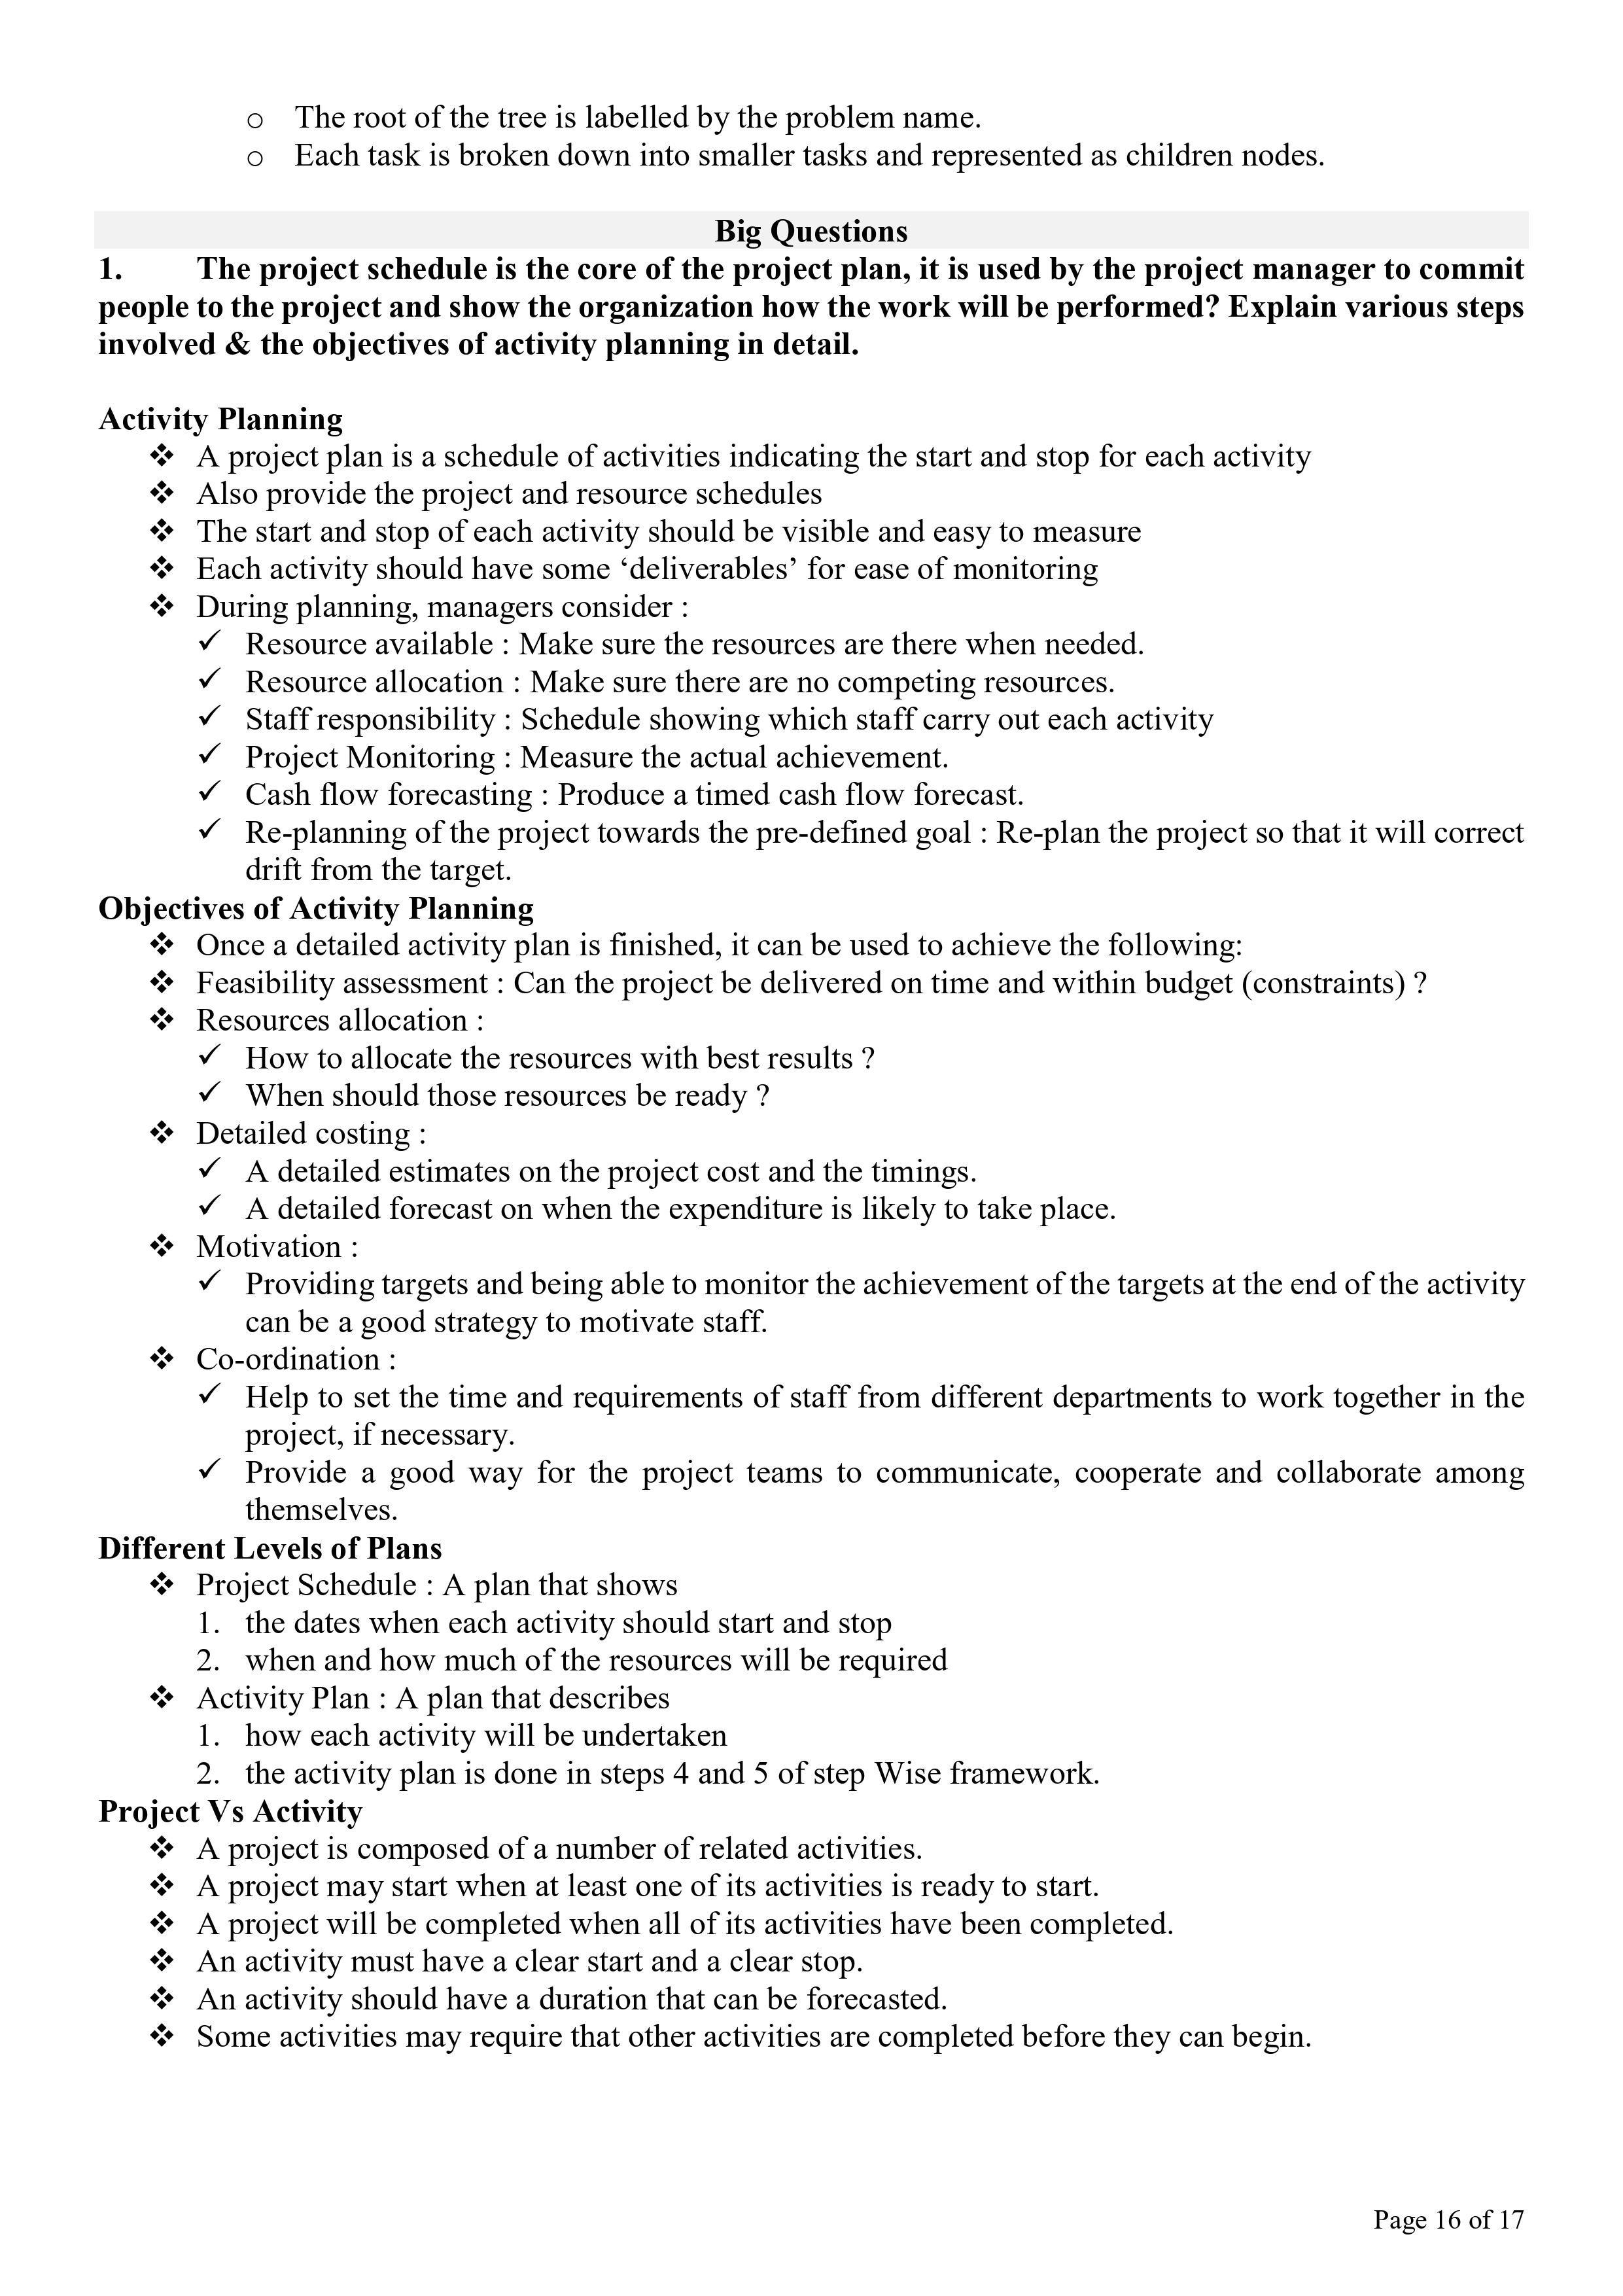 o The root of the tree is labelled by the problem name.
o Each task is broken down into smaller tasks and represented as children nodes.
Big Questions
1. The project schedule is the core of the project plan, it is used by the project manager to commit
people to the project and show the organization how the work will be performed? Explain various steps
involved & the objectives of activity planning in detail.
Activity Planning
❖ A project plan is a schedule of activities indicating the start and stop for each activity
❖ Also provide the project and resource schedules
❖ The start and stop of each activity should be visible and easy to measure
❖ Each activity should have some ‘deliverables’ for ease of monitoring
❖ During planning, managers consider :
✓ Resource available : Make sure the resources are there when needed.
✓ Resource allocation : Make sure there are no competing resources.
✓ Staff responsibility : Schedule showing which staff carry out each activity
✓ Project Monitoring : Measure the actual achievement.
✓ Cash flow forecasting : Produce a timed cash flow forecast.
✓ Re-planning of the project towards the pre-defined goal : Re-plan the project so that it will correct
drift from the target.
Objectives of Activity Planning
❖ Once a detailed activity plan is finished, it can be used to achieve the following:
❖ Feasibility assessment : Can the project be delivered on time and within budget (constraints) ?
❖ Resources allocation :
✓ How to allocate the resources with best results ?
✓ When should those resources be ready ?
❖ Detailed costing :
✓ A detailed estimates on the project cost and the timings.
✓ A detailed forecast on when the expenditure is likely to take place.
❖ Motivation :
✓ Providing targets and being able to monitor the achievement of the targets at the end of the activity
can be a good strategy to motivate staff.
❖ Co-ordination :
✓ Help to set the time and requirements of staff from different departments to work together in the
project, if necessary.
✓ Provide a good way for the project teams to communicate, cooperate and collaborate among
themselves.
Different Levels of Plans
❖ Project Schedule : A plan that shows
1. the dates when each activity should start and stop
2. when and how much of the resources will be required
❖ Activity Plan : A plan that describes
1. how each activity will be undertaken
2. the activity plan is done in steps 4 and 5 of step Wise framework.
Project Vs Activity
❖ A project is composed of a number of related activities.
❖ A project may start when at least one of its activities is ready to start.
❖ A project will be completed when all of its activities have been completed.
❖ An activity must have a clear start and a clear stop.
❖ An activity should have a duration that can be forecasted.
❖ Some activities may require that other activities are completed before they can begin.
Page 16 of 17